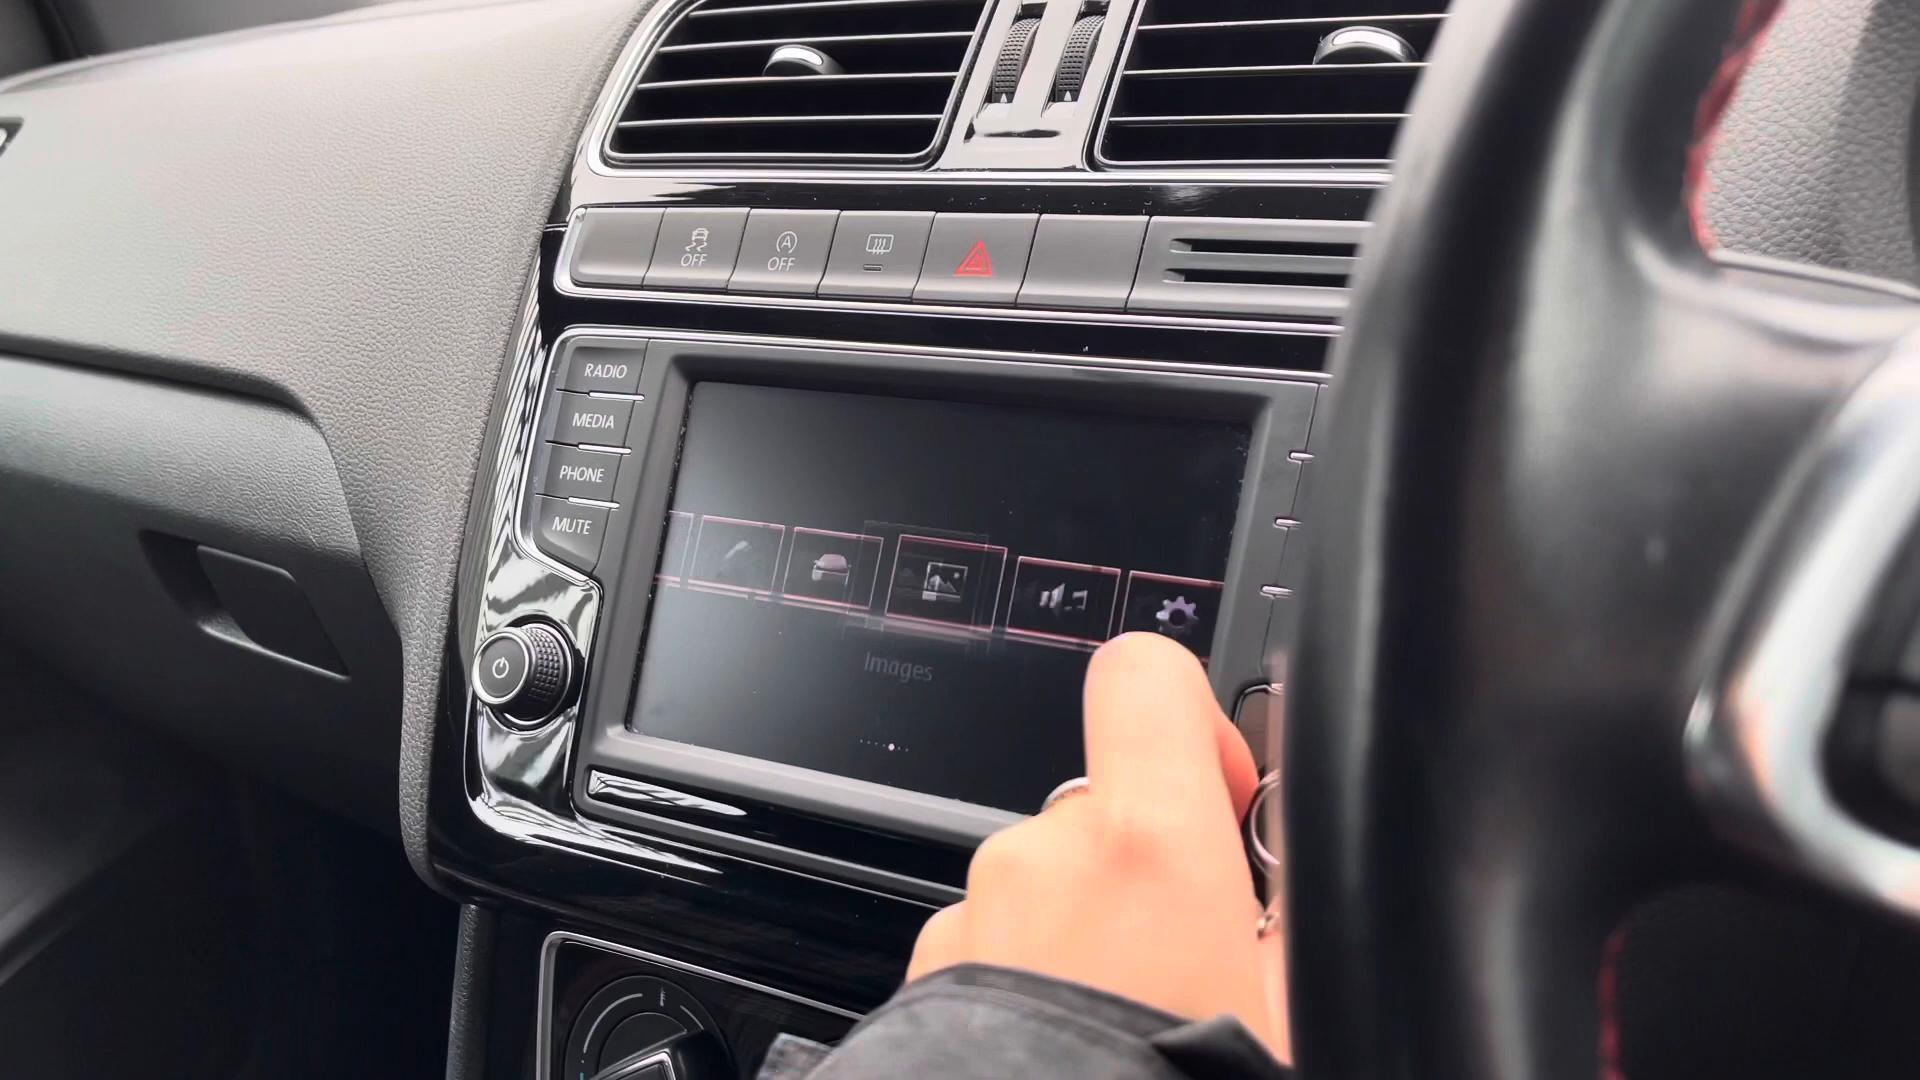 OFF
A
OFF
RADIO
MEDIA
PHONE
MUTE
Images